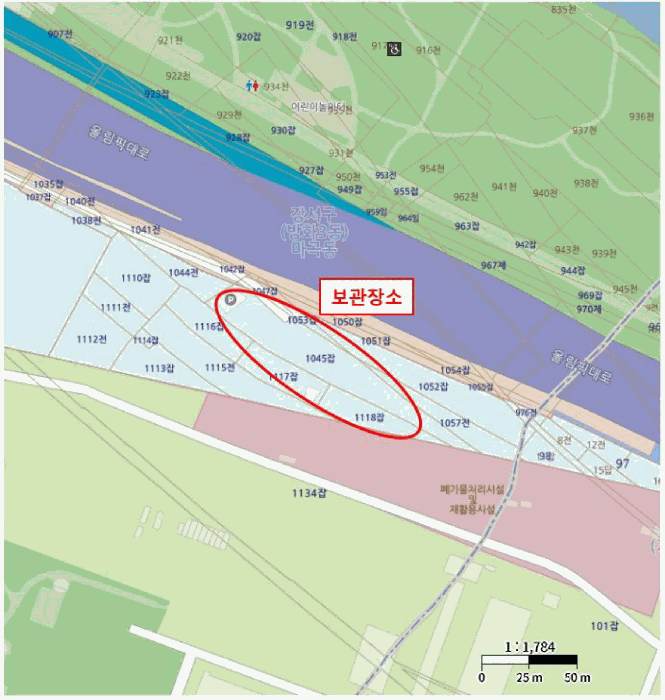 835전
919전
907전
920잡
918전
921전
916전
922전
934전
923잡
어린이놀이터
929전
936전
928잡
930잡
937전
올림픽대로
931전
927잡
954전
950전
953전
938전
1035잡
949잡
955잡
941전
940전
1037잡
1040전
962전
959임
964임
1038전
강서구
(방화3동)
마곡동
963잡
1041전
942잡
943전
939전
967제
1042잡
944잡
1110잡
1044전
945전
1047잡
보관장소
969잡
P
970제
1111전
1116잡
1053잡
1050잡
1112전
1114잡
1051잡
1045잡
올림픽대로
1113잡
1115전
1054잡
1117잡
1052잡
1055잡
1118잡
1057전
976전
8전
12전
97
15답
1134잡
폐기물처리시설
및
재활용시설
101잡
1 : 1,784
0 25 m 50 m